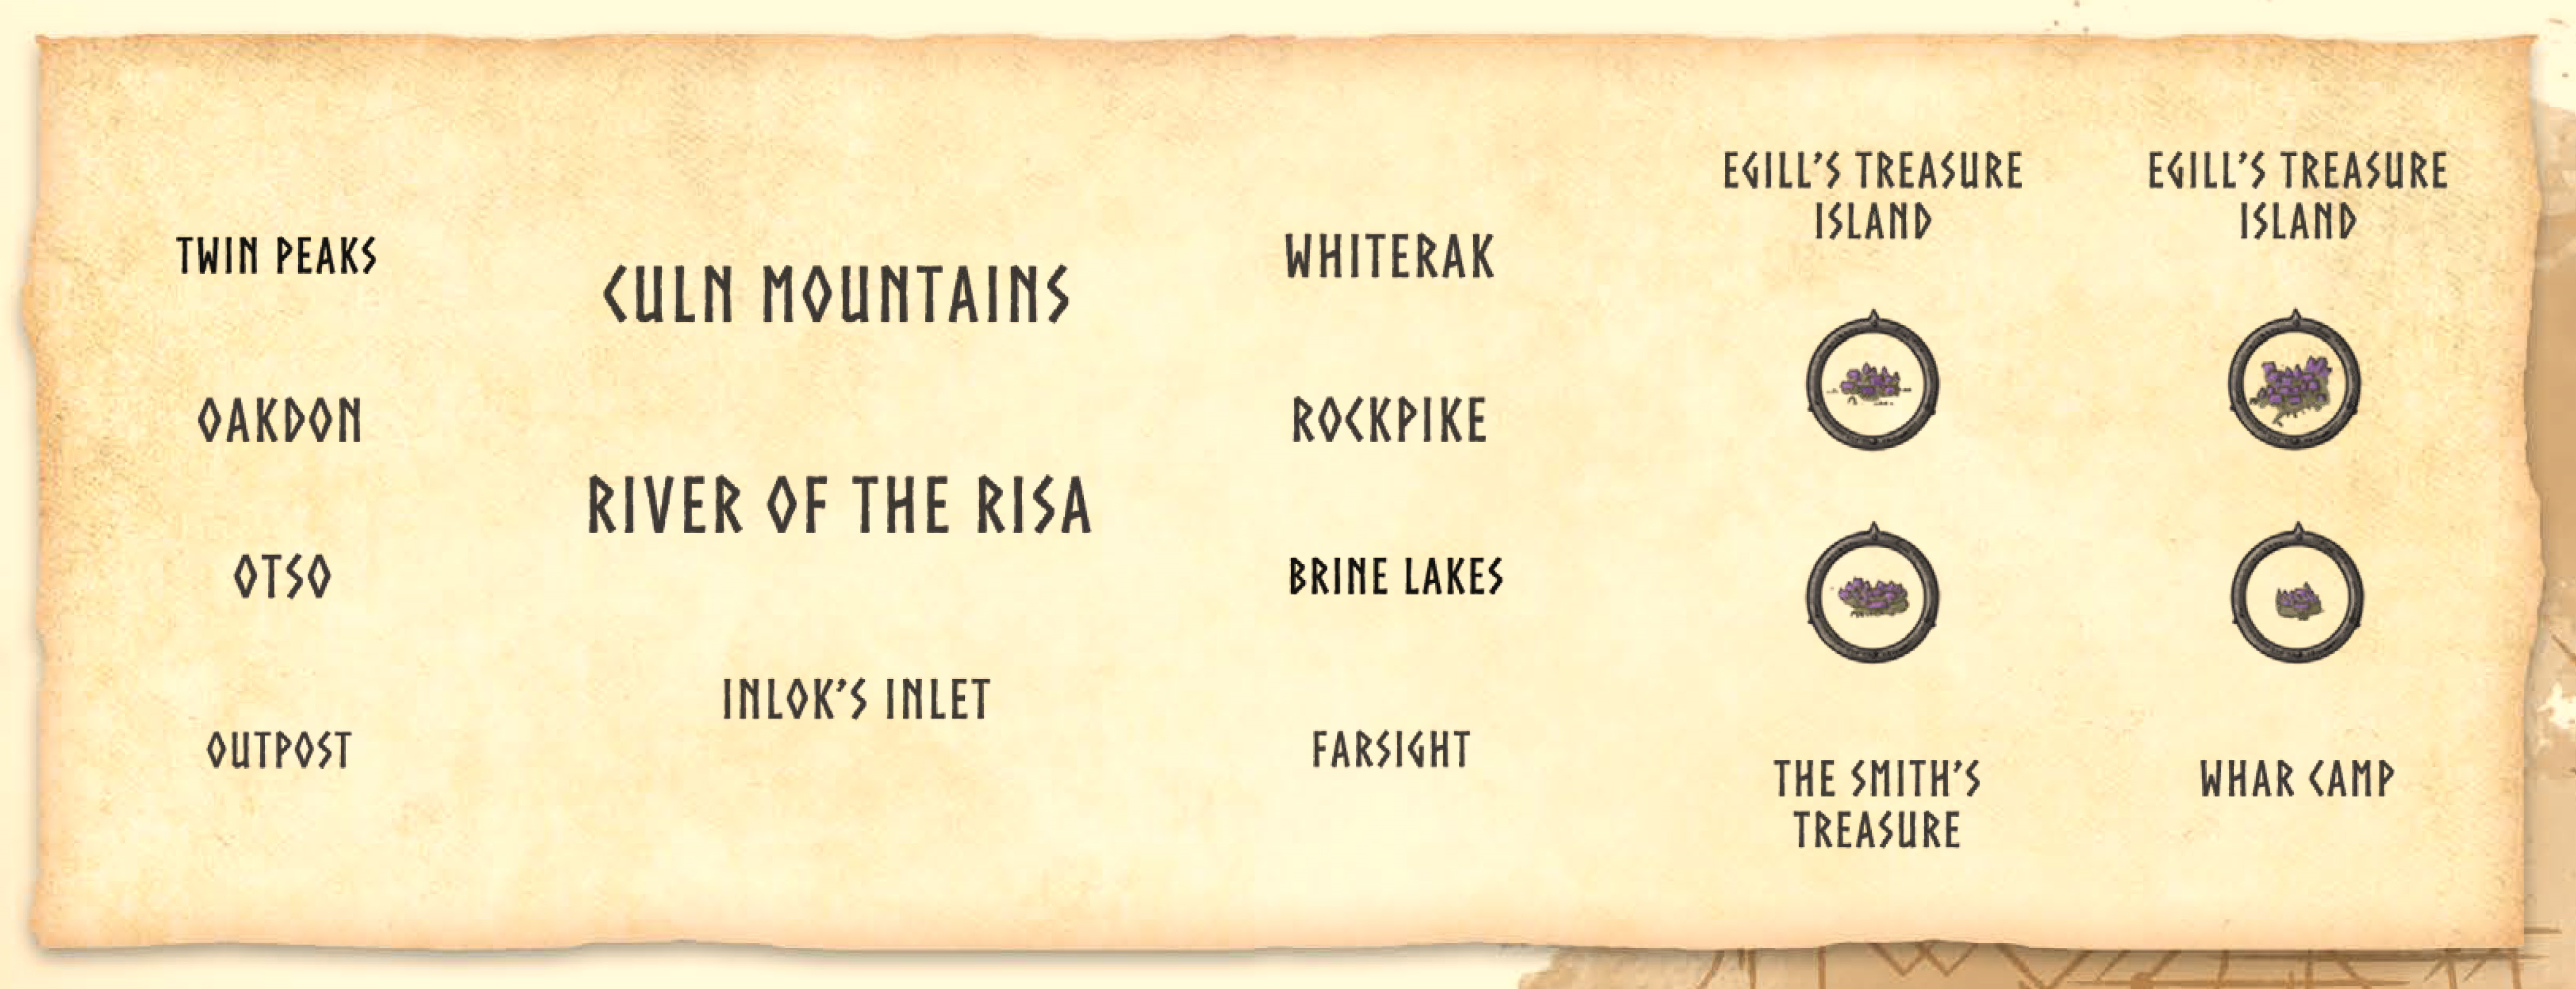 TWIN PEAKS
OAKDON
OTSO
OUTPOST
CULN MOUNTAINS
RIVER OF THE RISA
INLOK'S INLET
WHITERAK
ROCKPIKE
BRINE LAKES
FARSIGHT
EGILL'S TREASURE
ISLAND
EGILL'S TREASURE
ISLAND
THE SMITH'S
TREASURE
WHAR CAMP